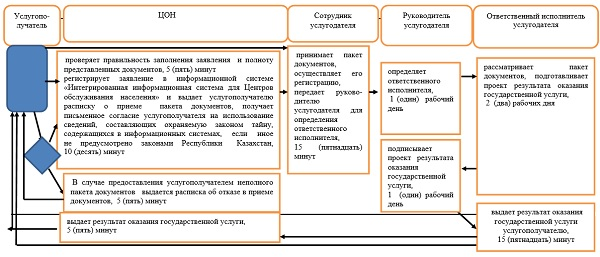 Услугопо-
лучатель
ЦОН
Сотрудник
услугодателя
Руководитель
услугодателя
Ответственный исполнитель
услугодателя
проверяет правильность заполнения заявления и полноту
представленных документов, 5 (пять) минут
регистрирует заявление в информационной системе
«Интегрированная информационная система для Центров
обслуживания населения» и выдает услугополучателю
расписку о приеме пакета документов, получает
письменное согласие услугополучателя на использование
сведений, составляющих охраняемую законом тайну,
содержащихся в информационных системах, если иное
не предусмотрено законами Республики Казахстан,
10 (десять) минут
В случае предоставления услугополучателем неполного
пакета документов выдается расписка об отказе в приеме
документов, 5 (пять) минут
выдает результат оказания государственной услуги,
5 (пять) минут
принимает пакет
документов,
осуществляет его
регистрацию,
передает руково-
дителю
услугодателя для
определения
ответственного
исполнителя,
15 (пятнадцать)
минут
определяет
ответственного
исполнителя,
1 (один) рабочий
день
подписывает
проект результата
оказания
государственной
услуги,
1 (один) рабочий
день
рассматривает пакет
документов, подготавливает
проект результата оказания
государственной услуги,
2 (два) рабочих дня
выдает результат оказания
государственной услуги
услугополучателю,
15 (пятнадцать) минут